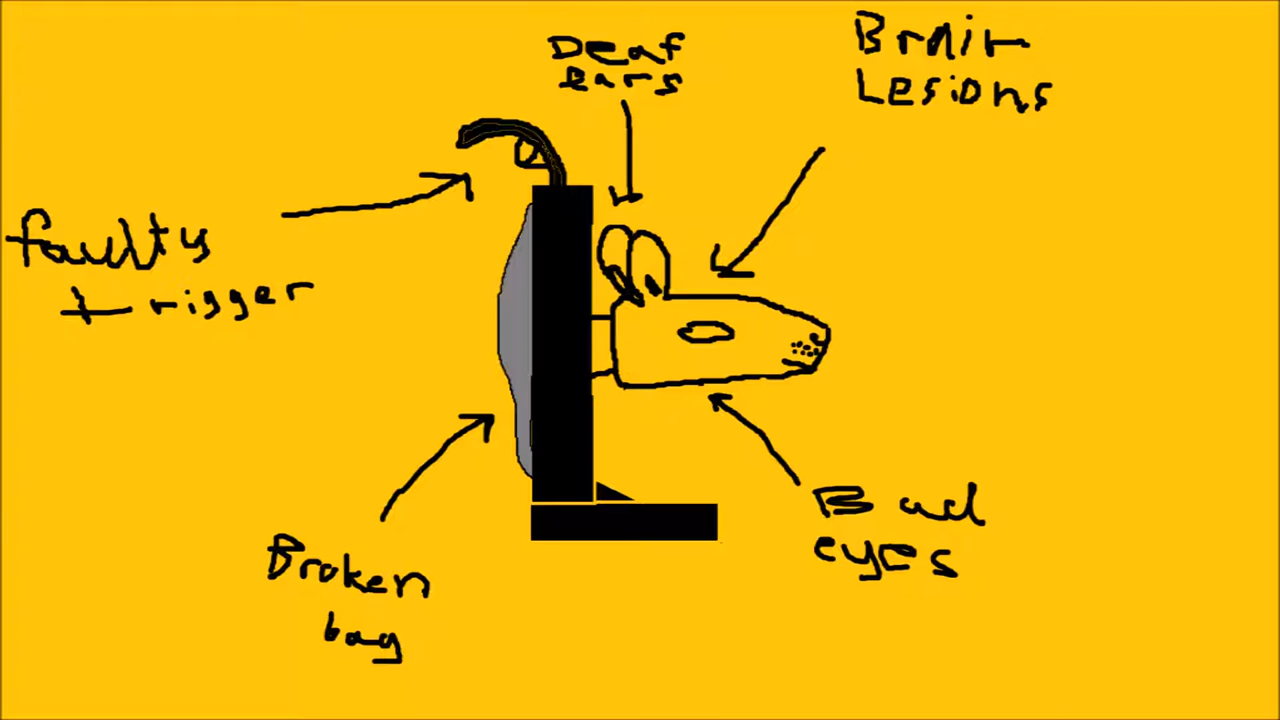 Deaf
ears
Brain
Lesions
faulty
trigger
Broken
bag
Bad
eyes